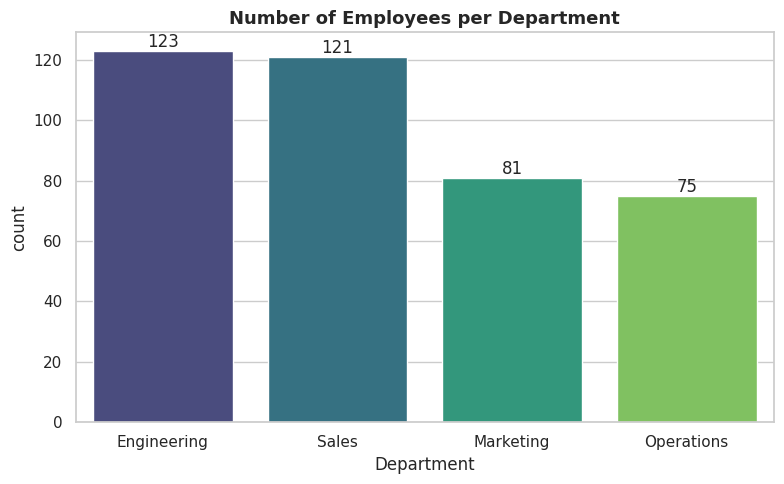 Number of Employees per Department
123
121
81
75
120
100
80
60
40
20
0
count
Engineering
Sales
Marketing
Operations
Department